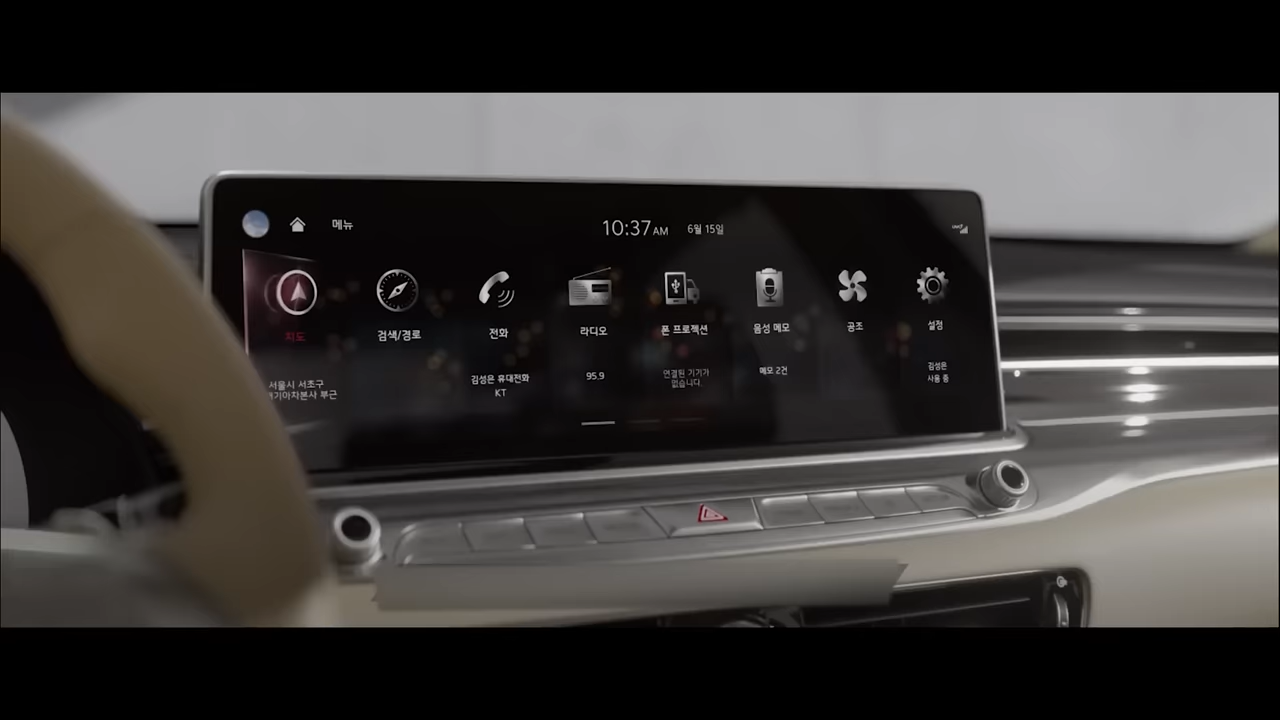 메뉴
10:37 AM 6월 15일
지도
검색/경로
전화
라디오
폰 프로젝션
음성 메모
공조
설정
서울시 서초구
기아차본사 부근
김성은 휴대전화
KT
95.9
연결된 기기가
없습니다.
메모 2건
김성은
사용 중